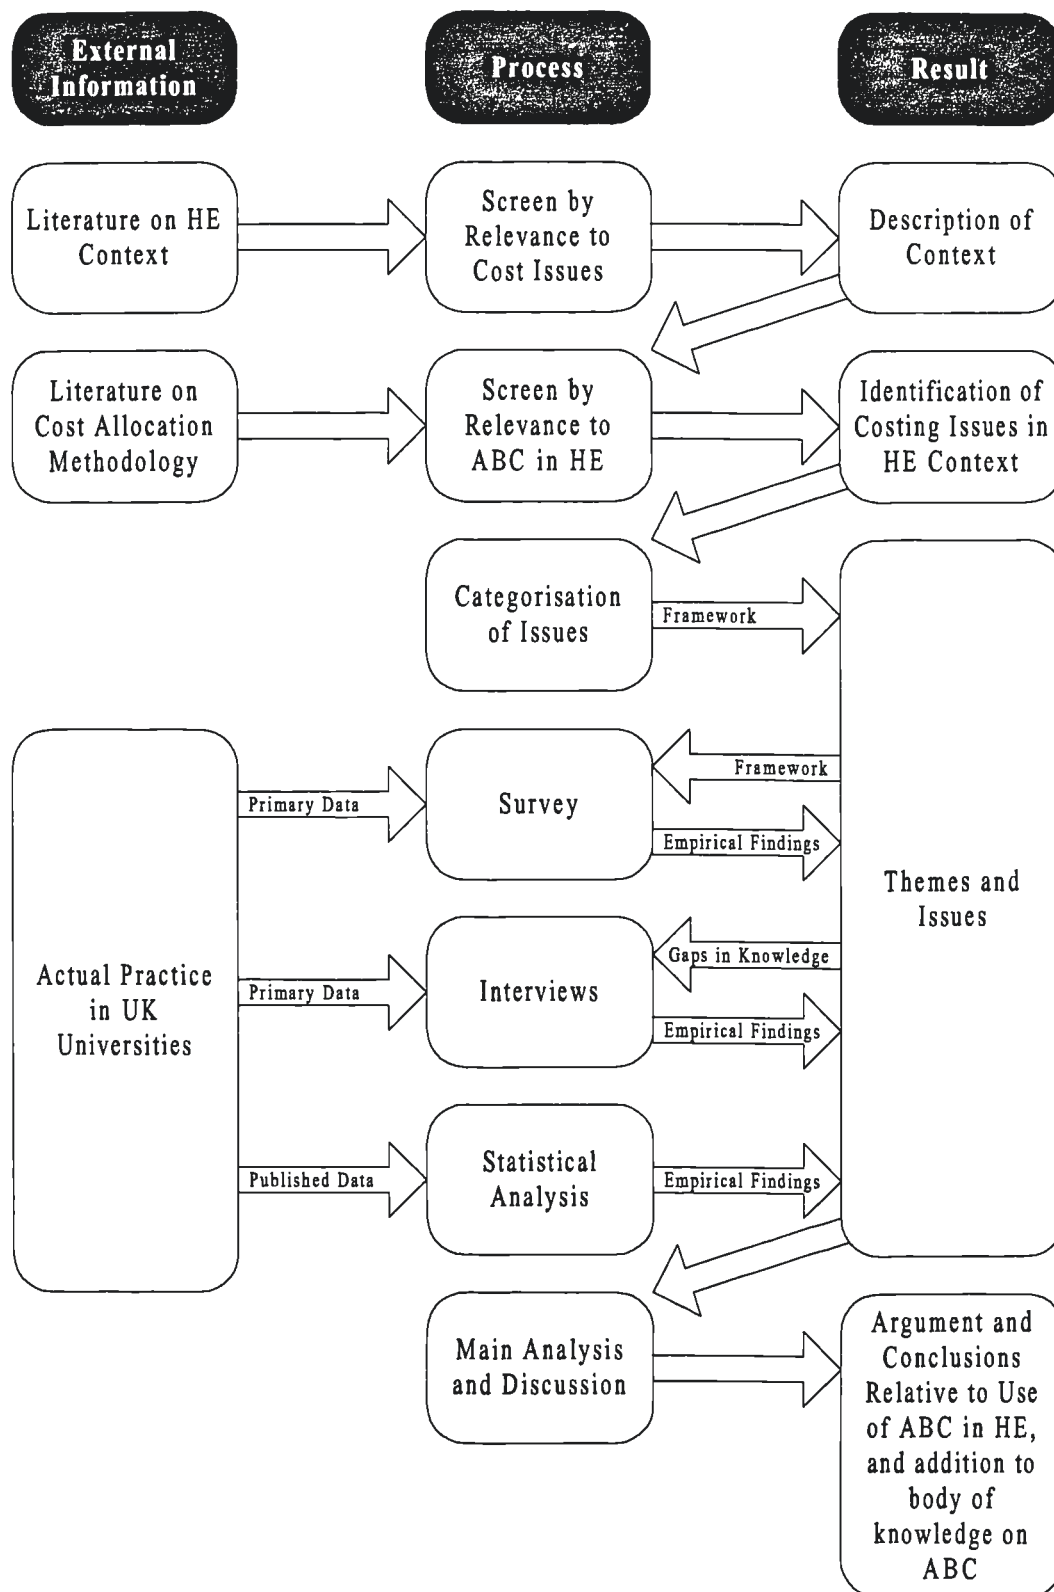 External
Information
Process
Result
Literature on HE
Context
Screen by
Relevance to
Cost Issues
Description of
Context
Literature on
Cost Allocation
Methodology
Screen by
Relevance to
ABC in HE
Identification of
Costing Issues in
HE Context
Categorisation
of Issues
Framework
Actual Practice
in UK
Universities
Primary Data
Survey
Framework
Empirical Findings
Themes and
Issues
Primary Data
Interviews
Gaps in Knowledge
Empirical Findings
Published Data
Statistical
Analysis
Empirical Findings
Main Analysis
and Discussion
Argument and
Conclusions
Relative to Use
of ABC in HE,
and addition to
body of
knowledge on
ABC